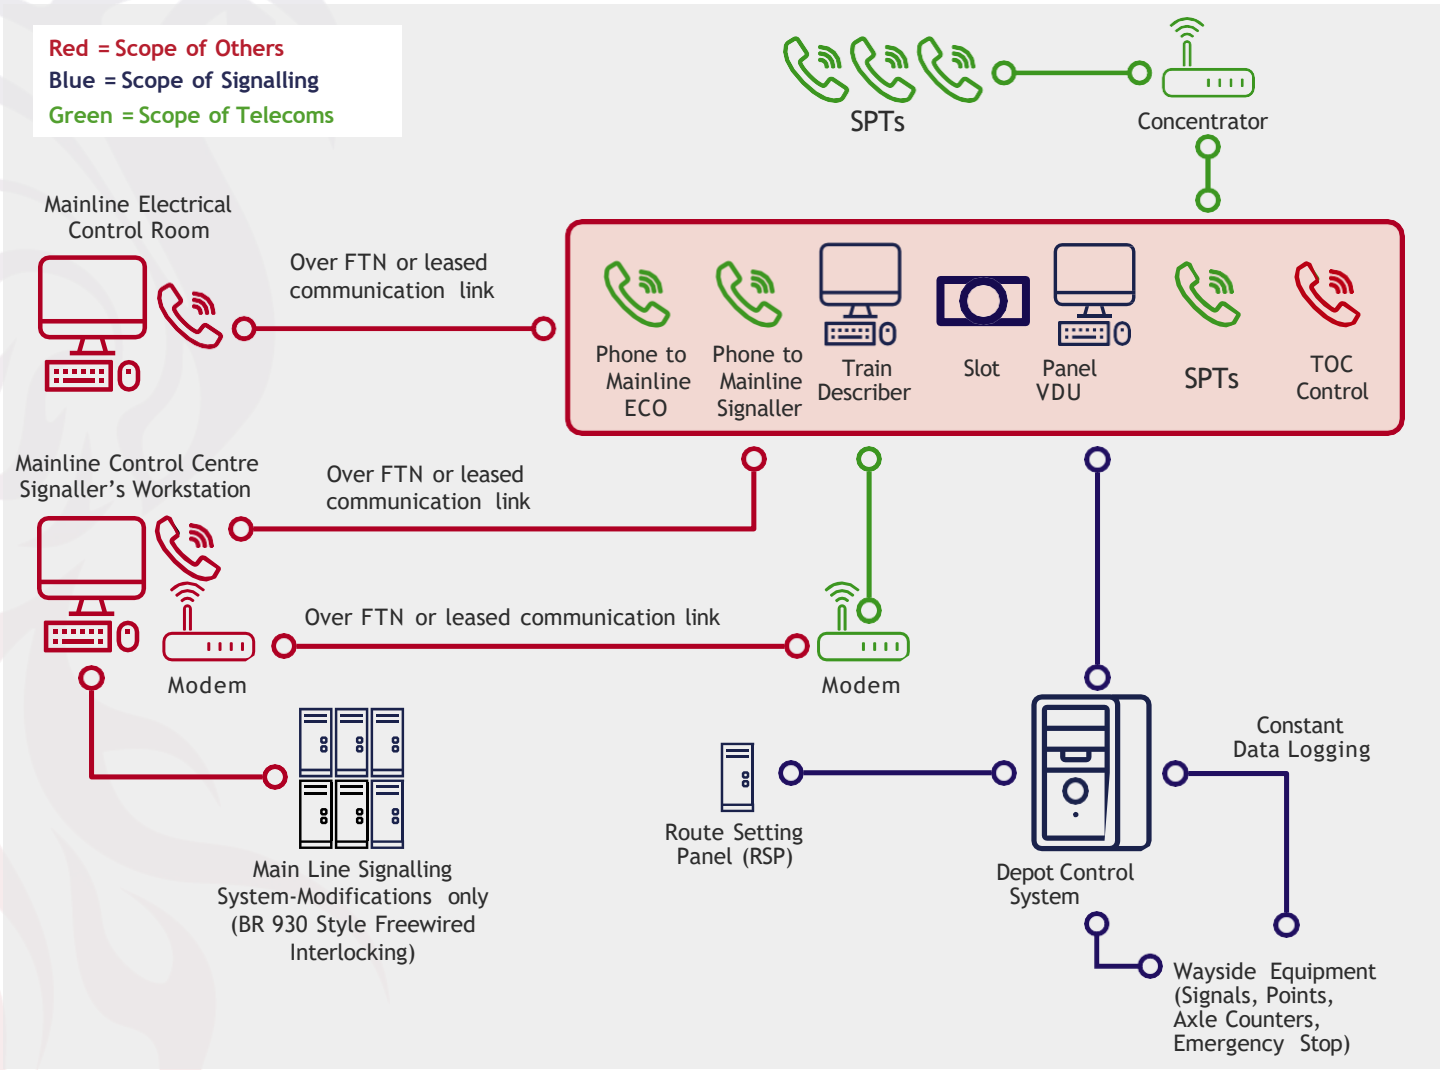 Red = Scope of Others
Blue = Scope of Signalling
Green = Scope of Telecoms
SPTs
Concentrator
Mainline Electrical
Control Room
Over FTN or leased
communication link
Phone to
Mainline
ECO
Phone to
Mainline
Signaller
Train
Describer
Slot
Panel
VDU
SPTs
TOC
Control
Mainline Control Centre
Signaller’s Workstation
Over FTN or leased
communication link
Over FTN or leased communication link
Modem
Modem
Constant
Data Logging
Route Setting
Panel (RSP)
Main Line Signalling
System-Modifications only
(BR 930 Style Freewired
Interlocking)
Depot Control
System
Wayside Equipment
(Signals, Points,
Axle Counters,
Emergency Stop)